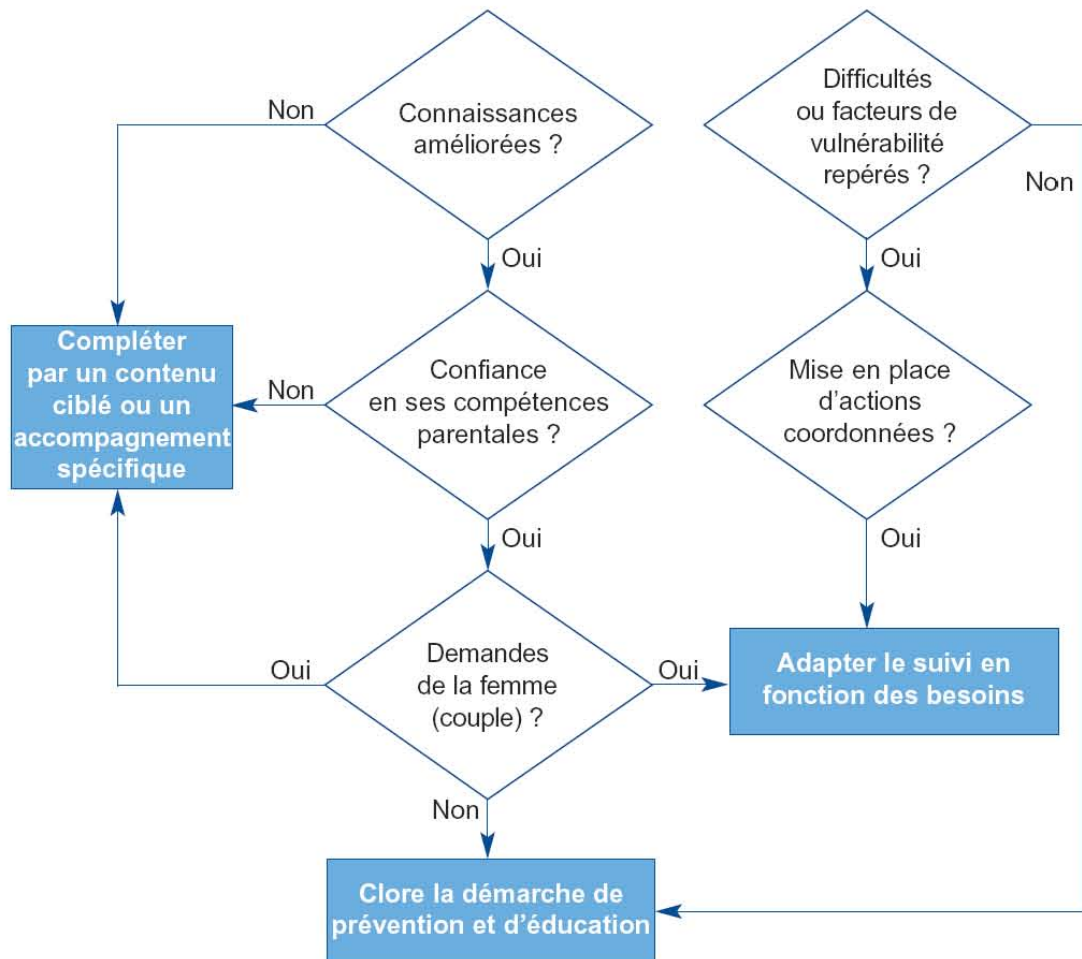 Non
Connaissances
améliorées ?
Oui
Difficultés
ou facteurs de
vulnérabilité
repérés ?
Non
Oui
Compléter
par un contenu
ciblé ou un
accompagnement
spécifique
Non
Confiance
en ses compétences
parentales ?
Oui
Mise en place
d’actions
coordonnées ?
Oui
Oui
Demandes
de la femme
(couple) ?
Oui
Non
Adapter le suivi en
fonction des besoins
Clore la démarche de
prévention et d’éducation